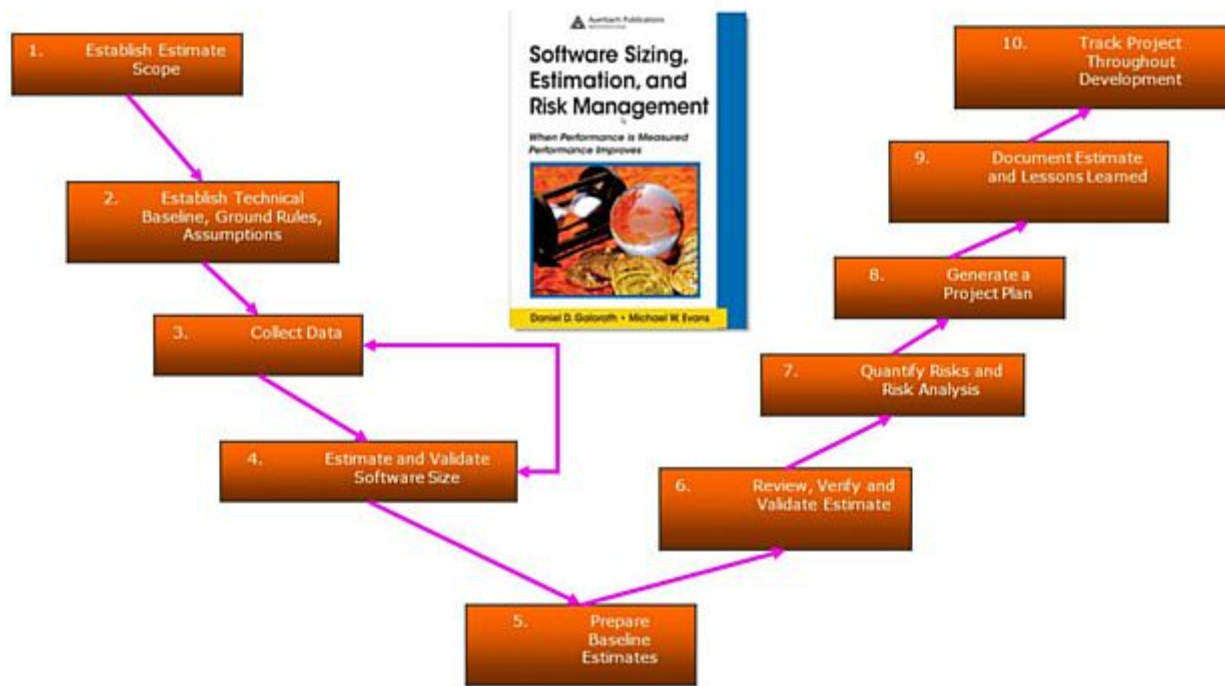 1. Establish Estimate
Scope
2. Establish Technical
Baseline, Ground Rules,
Assumptions
3. Collect Data
4. Estimate and Validate
Software Size
5. Prepare
Baseline
Estimates
6. Review, Verify and
Validate Estimate
7. Quantify Risks and
Risk Analysis
8. Generate a
Project Plan
9. Document Estimate
and Lessons Learned
10. Track Project
Throughout
Development
Auerbach Publications
Software Sizing,
Estimation, and
Risk Management
When Performance is Measured
Performance Improves
Daniel D. Galorath • Michael W. Evans